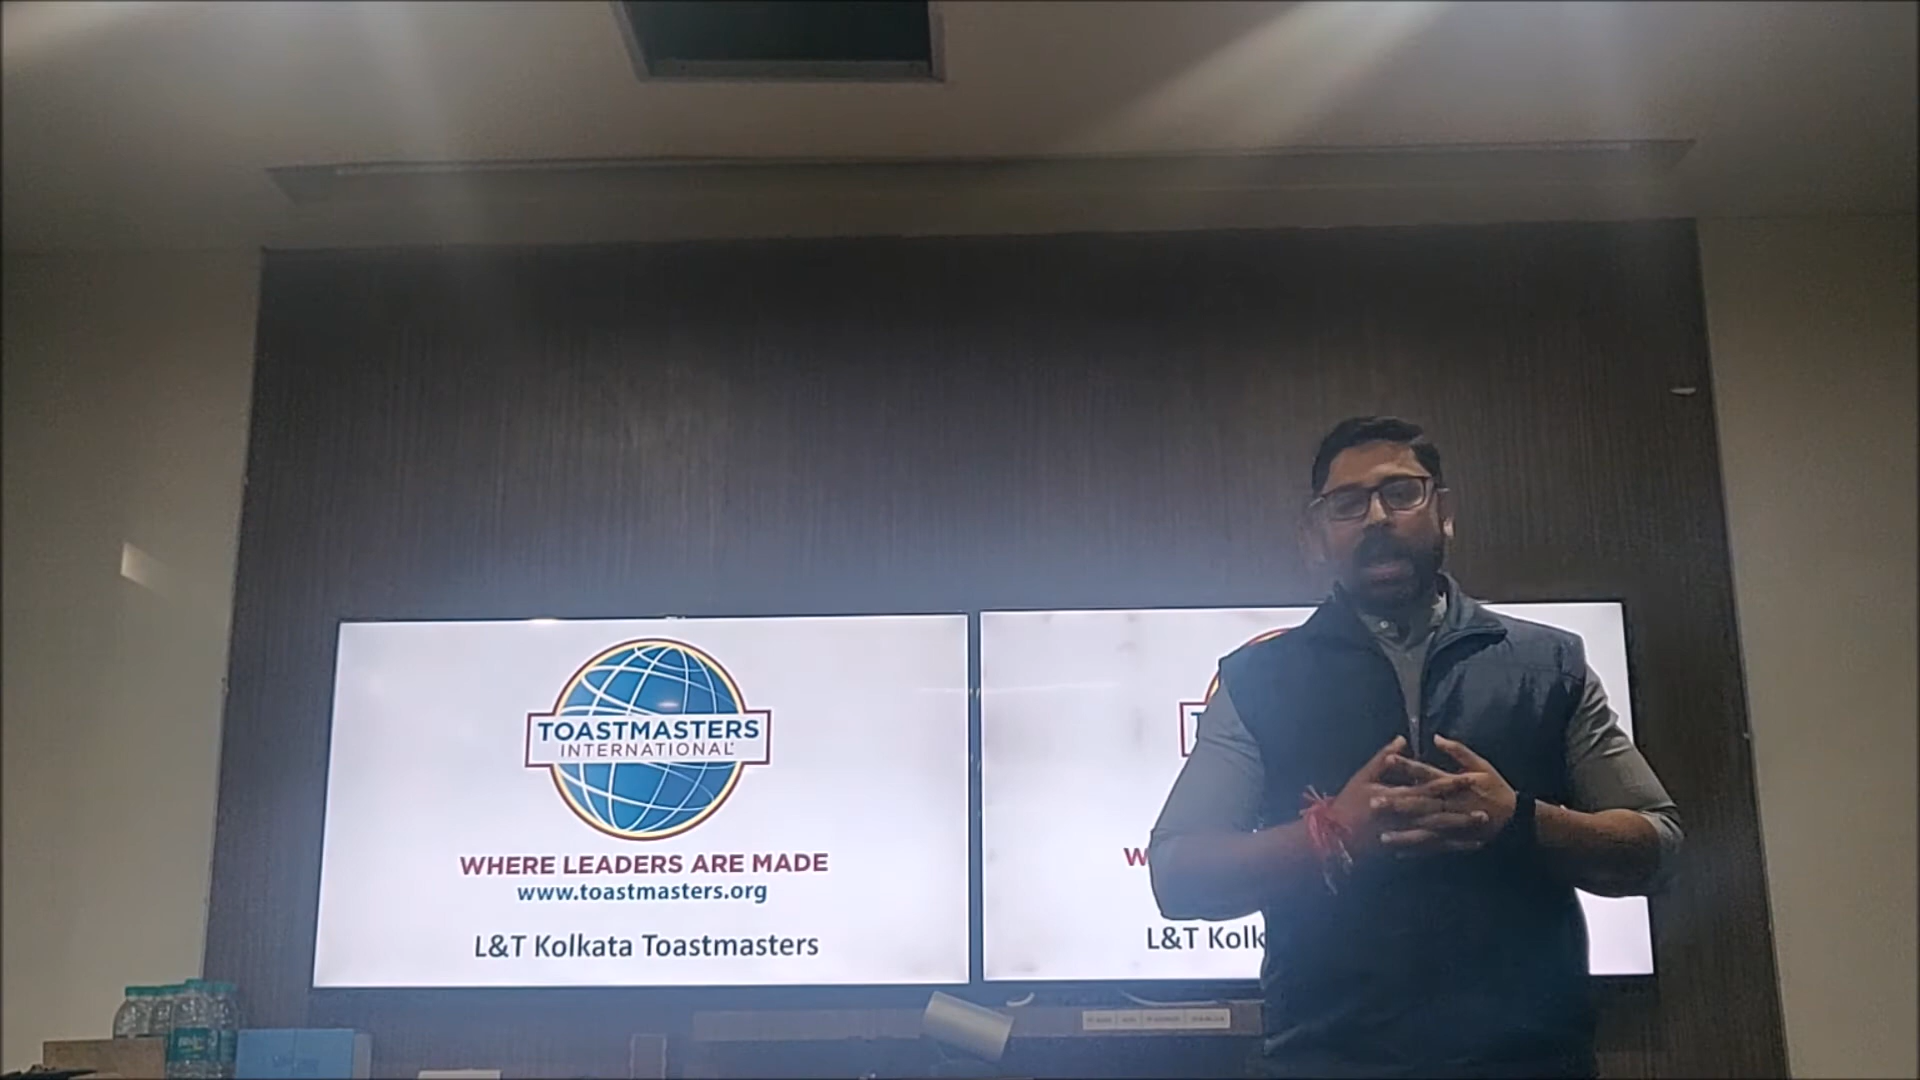 TOASTMASTERS
INTERNATIONAL
WHERE LEADERS ARE MADE
www.toastmasters.org
L&T Kolkata Toastmasters
T
W
L&T Kolk